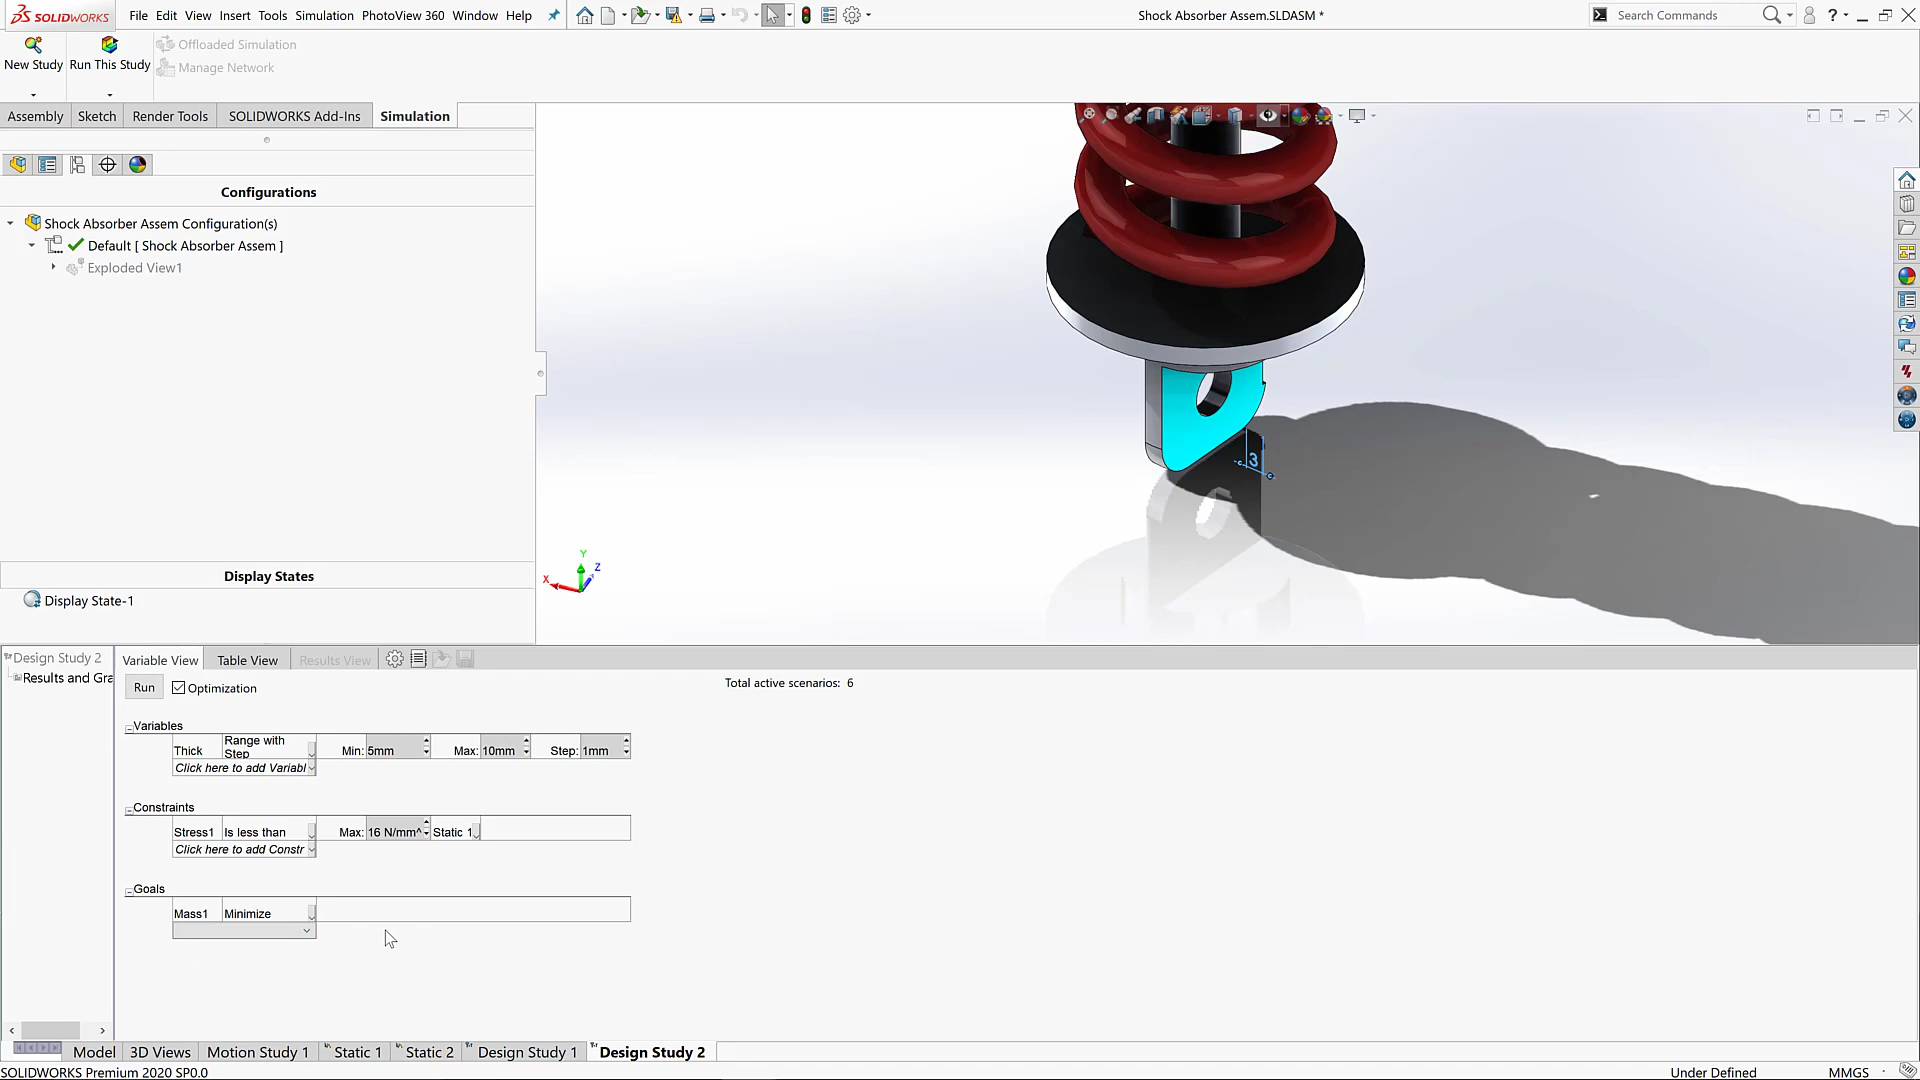 SOLIDWORKS File Edit View Insert Tools Simulation PhotoView 360 Window Help Shock Absorber Assem.SLDASM * Search Commands ?
New Study Run This Study Offloaded Simulation
Manage Network
Assembly Sketch Render Tools SOLIDWORKS Add-Ins Simulation
Configurations
Shock Absorber Assem Configuration(s)
Default [ Shock Absorber Assem ]
Exploded View1
3
Y
Z
X
Display States
Display State-1
Design Study 2 Variable View Table View Results View
Results and Gra
Run Optimization Total active scenarios: 6
Variables
Thick Range with Step Min: 5mm Max: 10mm Step: 1mm
Click here to add Variabl
Constraints
Stress1 Is less than Max: 16 N/mm^ Static 1
Click here to add Constr
Goals
Mass1 Minimize
Model 3D Views Motion Study 1 Static 1 Static 2 Design Study 1 Design Study 2
SOLIDWORKS Premium 2020 SP0.0 Under Defined MMGS